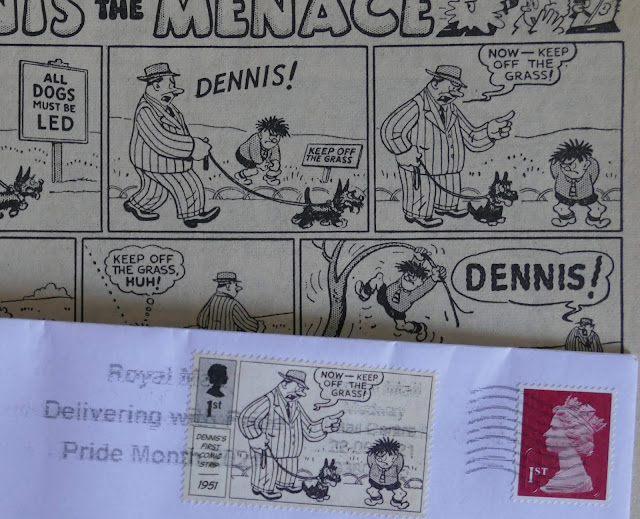 NIS THE MENACE
ALL
DOGS
MUST BE
LED
DENNIS!
KEEP OFF
THE GRASS
NOW — KEEP
OFF THE
GRASS!
KEEP OFF
THE GRASS,
HUH!
DENNIS!
Royal
Delivering
Pride Month
1st
DENNIS'S
FIRST
COMIC
STRIP
1951
NOW — KEEP
OFF THE
GRASS!
Mail
1ST